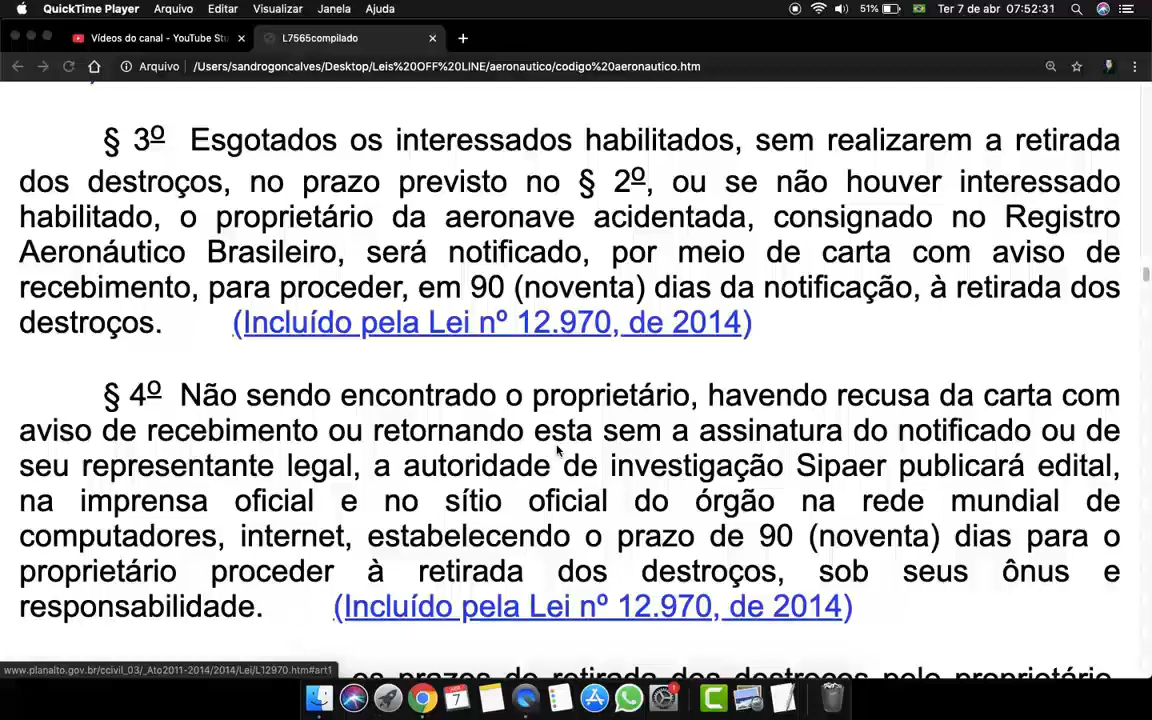 QuickTime Player Arquivo Editar Visualizar Janela Ajuda 51% Ter 7 de abr 07:52:31
Vídeos do canal - YouTube Stu L7565compilado
Arquivo /Users/sandrogoncalves/Desktop/Leis%20OFF%20LINE/aeronautico/codigo%20aeronautico.htm
§ 3º Esgotados os interessados habilitados, sem realizarem a retirada
dos destroços, no prazo previsto no § 2º, ou se não houver interessado
habilitado, o proprietário da aeronave acidentada, consignado no Registro
Aeronáutico Brasileiro, será notificado, por meio de carta com aviso de
recebimento, para proceder, em 90 (noventa) dias da notificação, à retirada dos
destroços. (Incluído pela Lei nº 12.970, de 2014)
§ 4º Não sendo encontrado o proprietário, havendo recusa da carta com
aviso de recebimento ou retornando esta sem a assinatura do notificado ou de
seu representante legal, a autoridade de investigação Sipaer publicará edital,
na imprensa oficial e no sítio oficial do órgão na rede mundial de
computadores, internet, estabelecendo o prazo de 90 (noventa) dias para o
proprietário proceder à retirada dos destroços, sob seus ônus e
responsabilidade. (Incluído pela Lei nº 12.970, de 2014)
www.planalto.gov.br/ccivil_03/_Ato2011-2014/2014/Lei/L12970.htm#art1
os prazos de retirada dos destroços pelo proprietário,